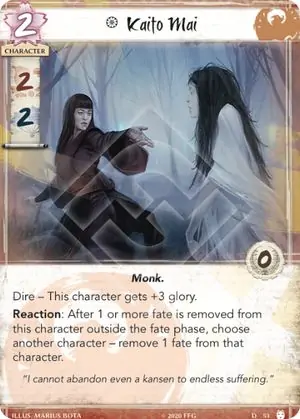 2
Kaito Mai
CHARACTER
2
2
0
Monk.
Dire – This character gets +3 glory.
Reaction: After 1 or more fate is removed from
this character outside the fate phase, choose
another character – remove 1 fate from that
character.
"I cannot abandon even a kansen to endless suffering."
ILLUS. MARIUS BOTA
© 2020 FFG
D 51